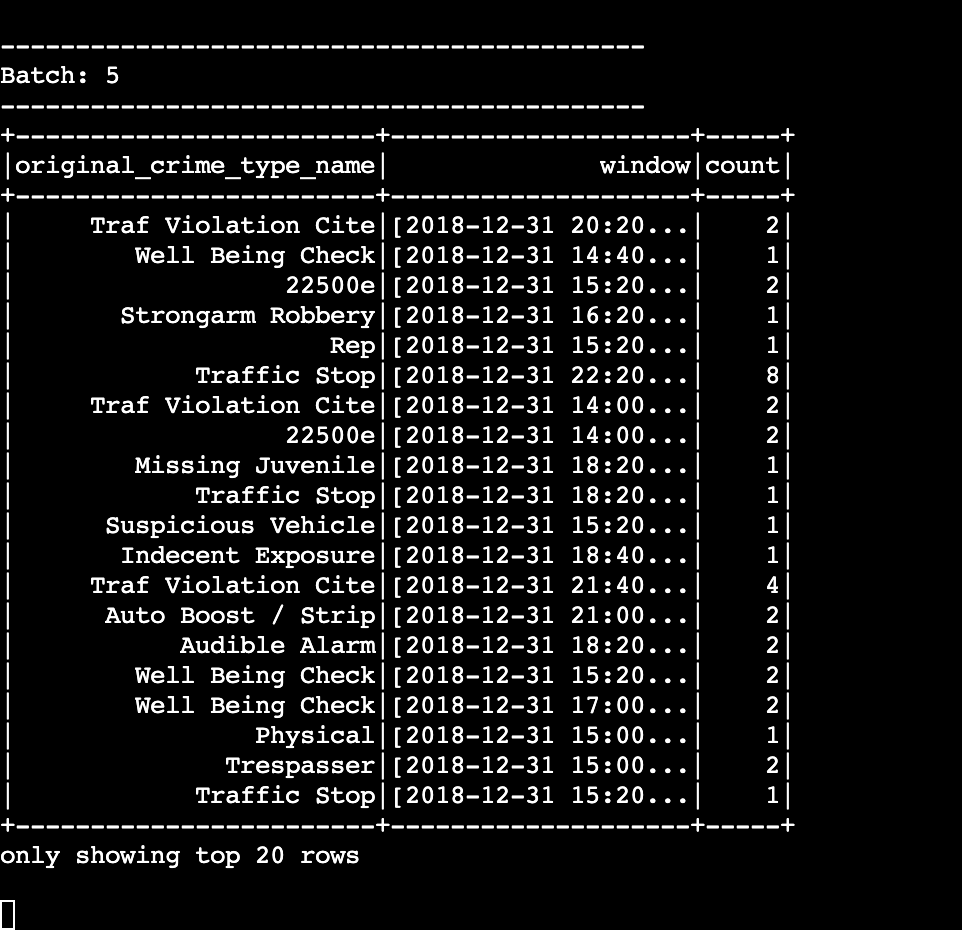 -------------------------------------------
Batch: 5
-------------------------------------------
+------------------------+--------------------+-----+
|original_crime_type_name|              window|count|
+------------------------+--------------------+-----+
|     Traf Violation Cite|[2018-12-31 20:20...|    2|
|        Well Being Check|[2018-12-31 14:40...|    1|
|                  22500e|[2018-12-31 15:20...|    2|
|       Strongarm Robbery|[2018-12-31 16:20...|    1|
|                     Rep|[2018-12-31 15:20...|    1|
|            Traffic Stop|[2018-12-31 22:20...|    8|
|     Traf Violation Cite|[2018-12-31 14:00...|    2|
|                  22500e|[2018-12-31 14:00...|    2|
|        Missing Juvenile|[2018-12-31 18:20...|    1|
|            Traffic Stop|[2018-12-31 18:20...|    1|
|      Suspicious Vehicle|[2018-12-31 15:20...|    1|
|       Indecent Exposure|[2018-12-31 18:40...|    1|
|     Traf Violation Cite|[2018-12-31 21:40...|    4|
|      Auto Boost / Strip|[2018-12-31 21:00...|    2|
|           Audible Alarm|[2018-12-31 18:20...|    2|
|        Well Being Check|[2018-12-31 15:20...|    2|
|        Well Being Check|[2018-12-31 17:00...|    2|
|                Physical|[2018-12-31 15:00...|    1|
|              Trespasser|[2018-12-31 15:00...|    2|
|            Traffic Stop|[2018-12-31 15:20...|    1|
+------------------------+--------------------+-----+
only showing top 20 rows